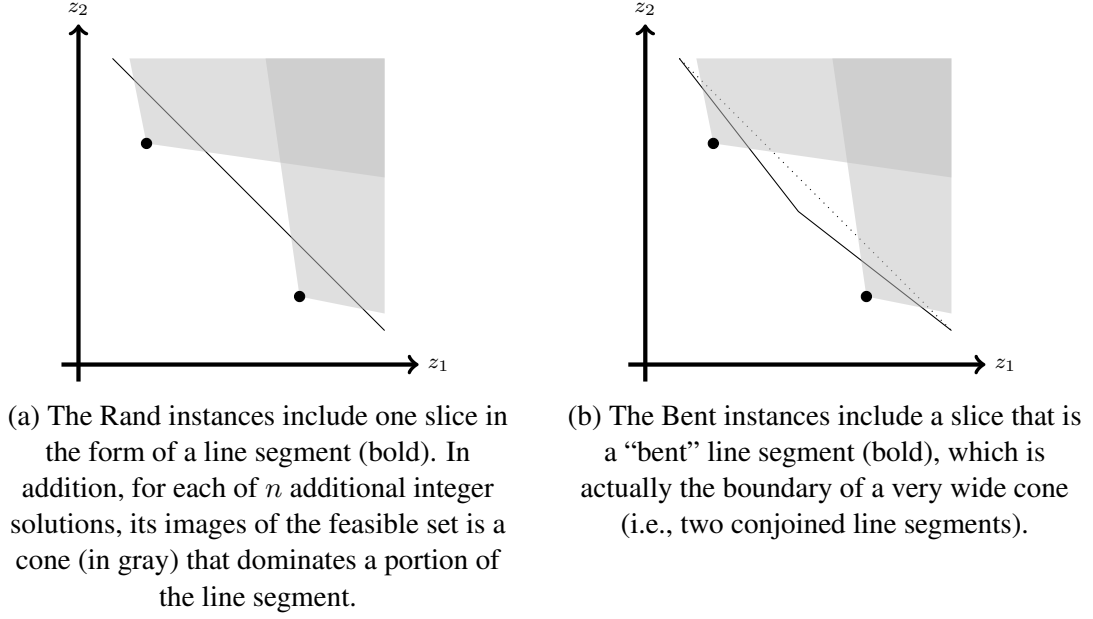 z2
z1
(a) The Rand instances include one slice in
the form of a line segment (bold). In
addition, for each of n additional integer
solutions, its images of the feasible set is a
cone (in gray) that dominates a portion of
the line segment.
z2
z1
(b) The Bent instances include a slice that is
a “bent” line segment (bold), which is
actually the boundary of a very wide cone
(i.e., two conjoined line segments).